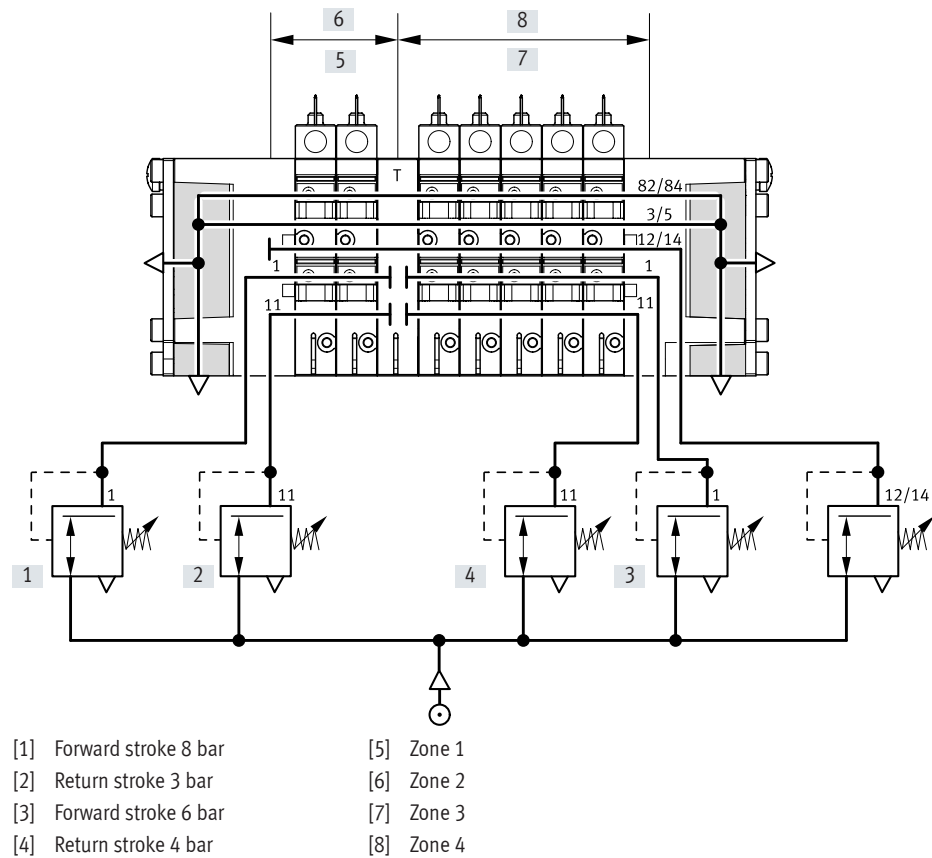 6
8
5
7
T
82/84
3/5
12/14
1
1
11
11
1
11
11
1
12/14
1
2
4
3
[1] Forward stroke 8 bar
[2] Return stroke 3 bar
[3] Forward stroke 6 bar
[4] Return stroke 4 bar
[5] Zone 1
[6] Zone 2
[7] Zone 3
[8] Zone 4